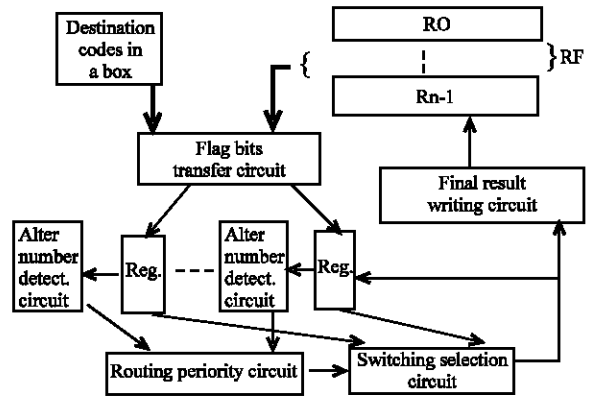 Destination
codes in
a box
RO
RF
Rn-1
Flag bits
transfer circuit
Final result
writing circuit
Alter
number
detect.
circuit
Reg.
Alter
number
detect.
circuit
Reg.
Routing periority circuit
Switching selection
circuit